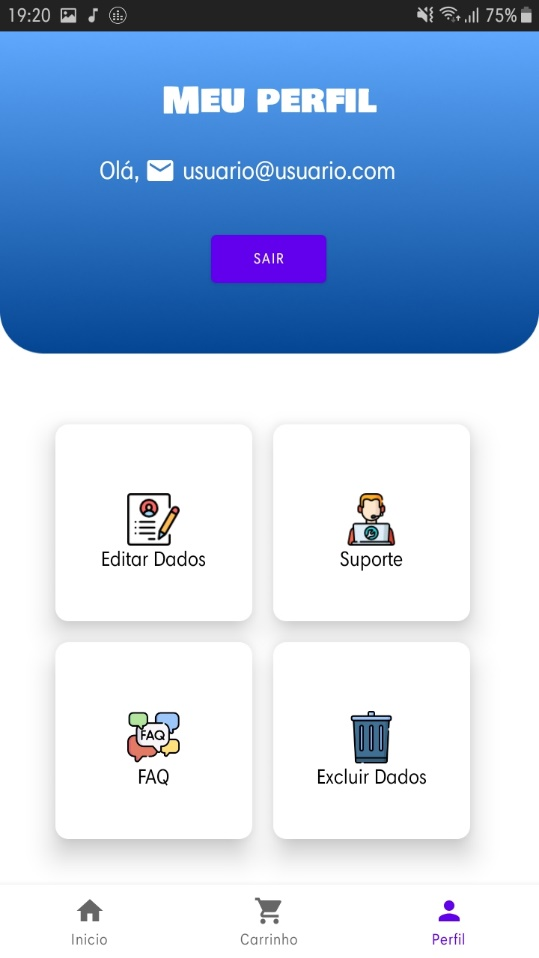 19:20 75%
Meu perfil
Olá, usuario@usuario.com
SAIR
Editar Dados
Suporte
FAQ
FAQ
Excluir Dados
Inicio
Carrinho
Perfil